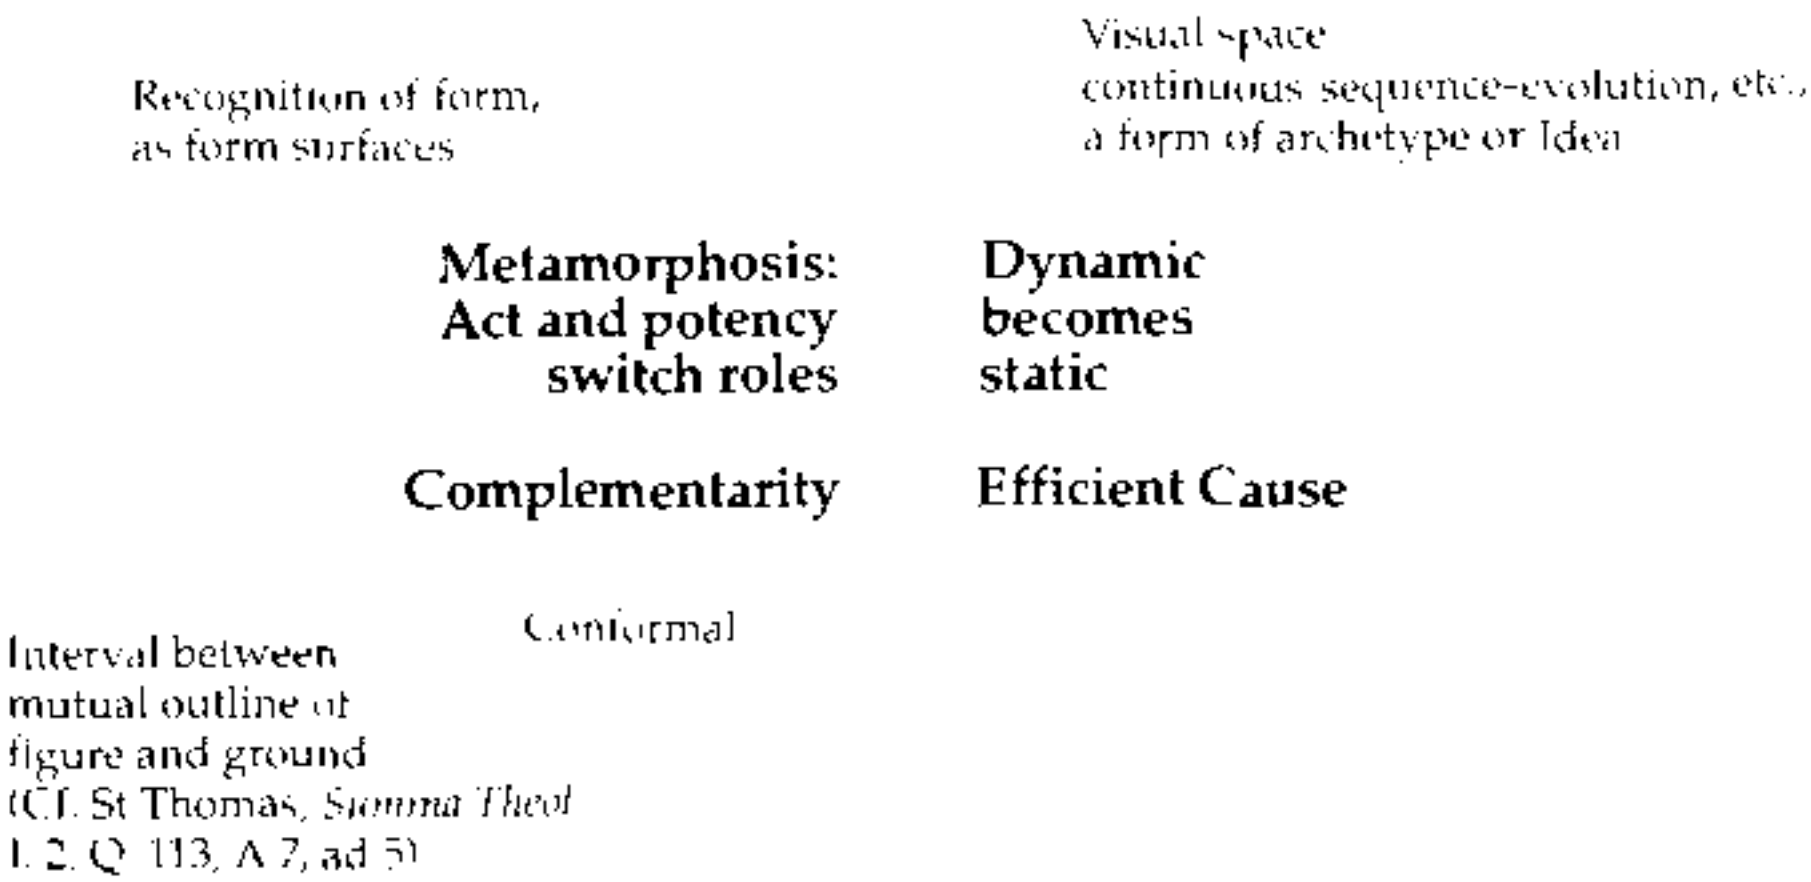 Recognition of form,
as form surfaces
Visual space
continuous sequence-evolution, etc.,
a form of archetype or Idea
Metamorphosis:
Act and potency
switch roles
Dynamic
becomes
static
Complementarity
Efficient Cause
Conformal
Interval between
mutual outline of
figure and ground
(Cf. St Thomas, Summa Theol
I. 2. Q 113, A 7, ad 5)